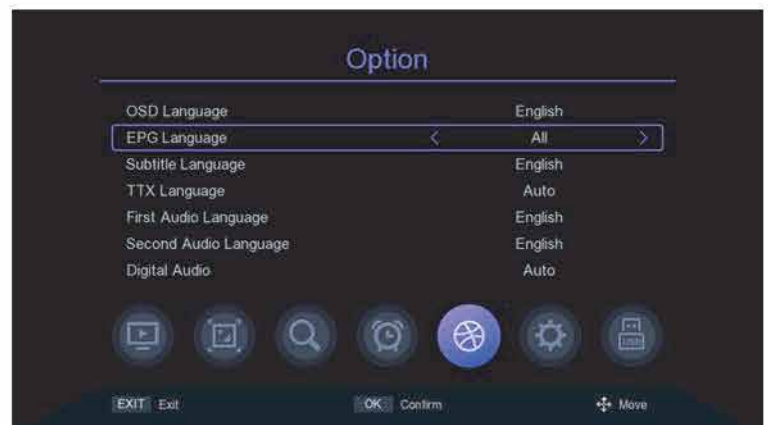 Option
OSD Language English
EPG Language < All >
Subtitle Language English
TTX Language Auto
First Audio Language English
Second Audio Language English
Digital Audio Auto
USB
EXIT Exit OK Confirm Move